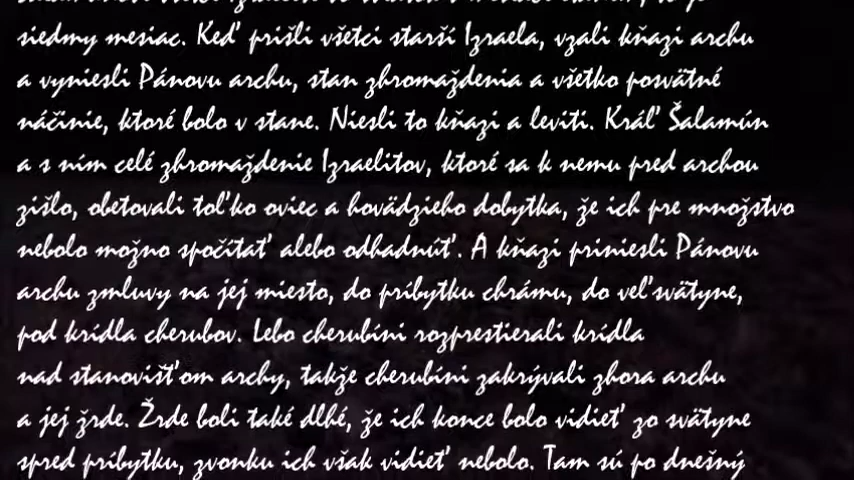 siedmy mesiac. Keď prišli všetci starší Izraela, vzali kňazi archu
a vyniesli Pánovu archu, stan zhromaždenia a všetko posvätné
náčinie, ktoré bolo v stane. Niesli to kňazi a leviti. Kráľ Šalamún
a s ním celé zhromaždenie Izraelitov, ktoré sa k nemu pred archou
zišlo, obetovali toľko oviec a hovädzieho dobytka, že ich pre množstvo
nebolo možno spočítať alebo odhadnúť. A kňazi priniesli Pánovu
archu zmluvy na jej miesto, do príbytku chrámu, do veľsvätyne,
pod krídla cherubov. Lebo cherubíni rozprestierali krídla
nad stanovišťom archy, takže cherubíni zakrývali zhora archu
a jej žrde. Žrde boli také dlhé, že ich konce bolo vidieť zo svätyne
spred príbytku, zvonku ich však vidieť nebolo. Tam sú po dnešný